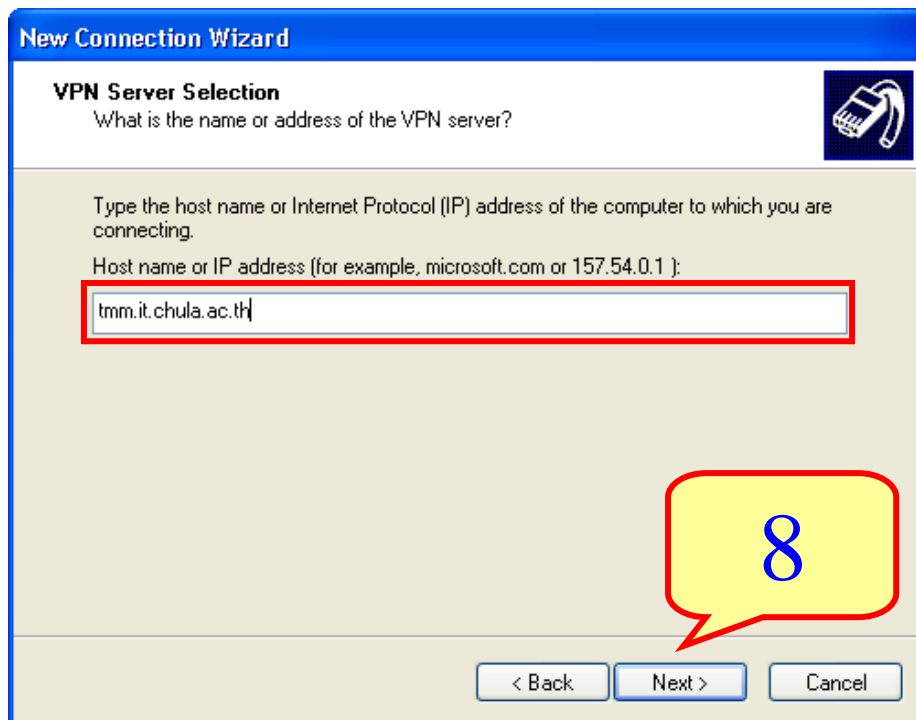 New Connection Wizard
VPN Server Selection
What is the name or address of the VPN server?
Type the host name or Internet Protocol (IP) address of the computer to which you are
connecting.
Host name or IP address (for example, microsoft.com or 157.54.0.1 ):
tmm.it.chula.ac.th
8
< Back
Next >
Cancel